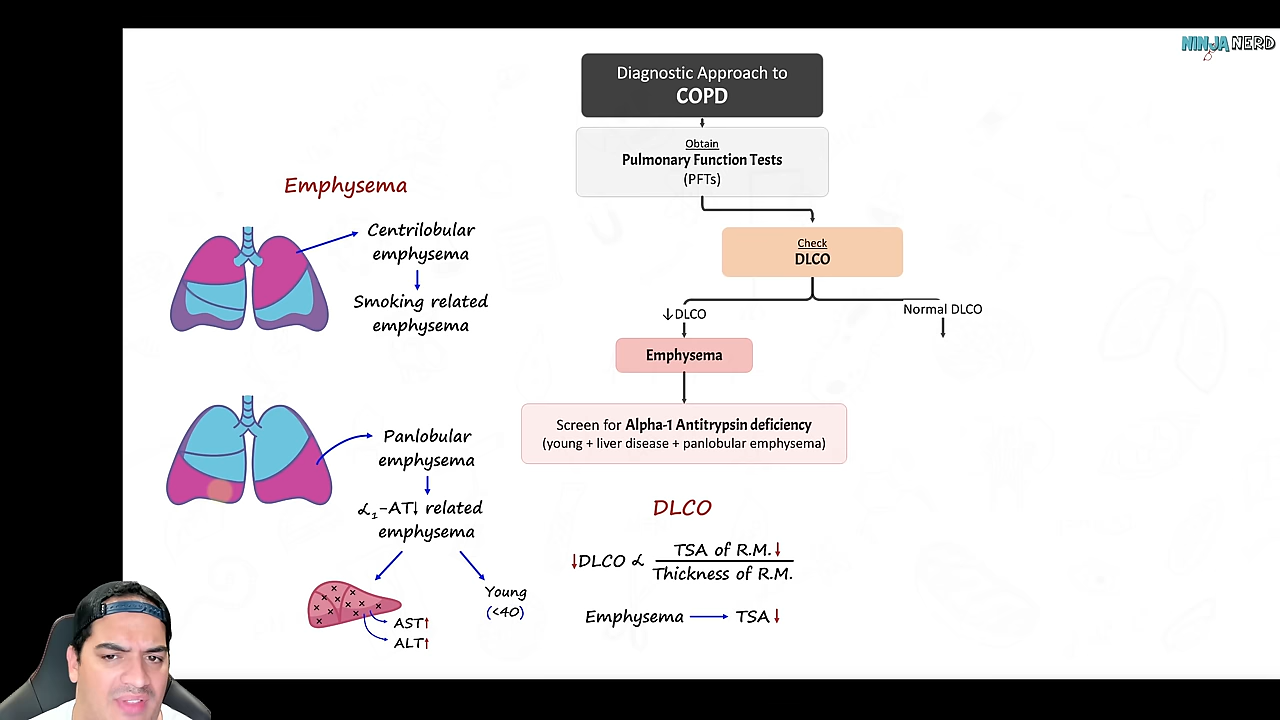 NINJA NERD
Diagnostic Approach to
COPD
Obtain
Pulmonary Function Tests
(PFTs)
Check
DLCO
↓DLCO
Normal DLCO
Emphysema
Screen for Alpha-1 Antitrypsin deficiency
(young + liver disease + panlobular emphysema)
Emphysema
Centrilobular
emphysema
Smoking related
emphysema
Panlobular
emphysema
α₁-AT↓ related
emphysema
AST↑
ALT↑
Young
(<40)
DLCO
↓DLCO ∝ TSA of R.M.↓
Thickness of R.M.
Emphysema → TSA↓